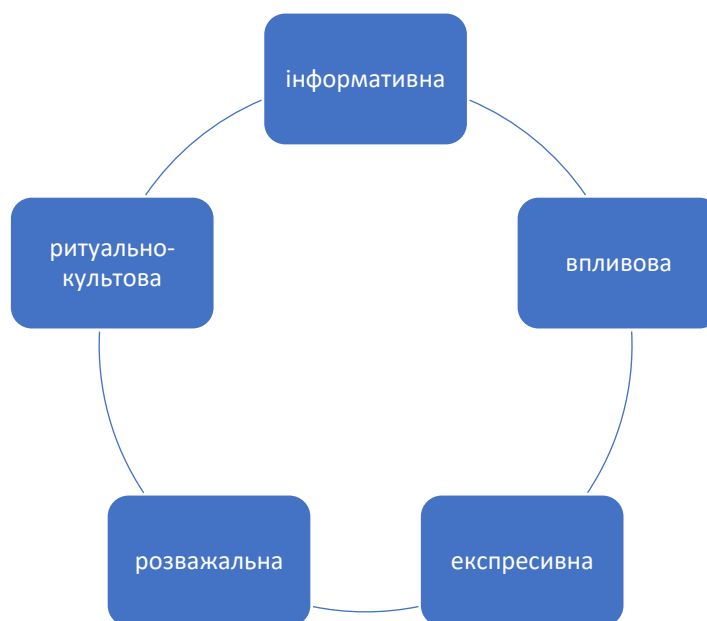 інформативна
впливова
експресивна
розважальна
ритуально-
культова